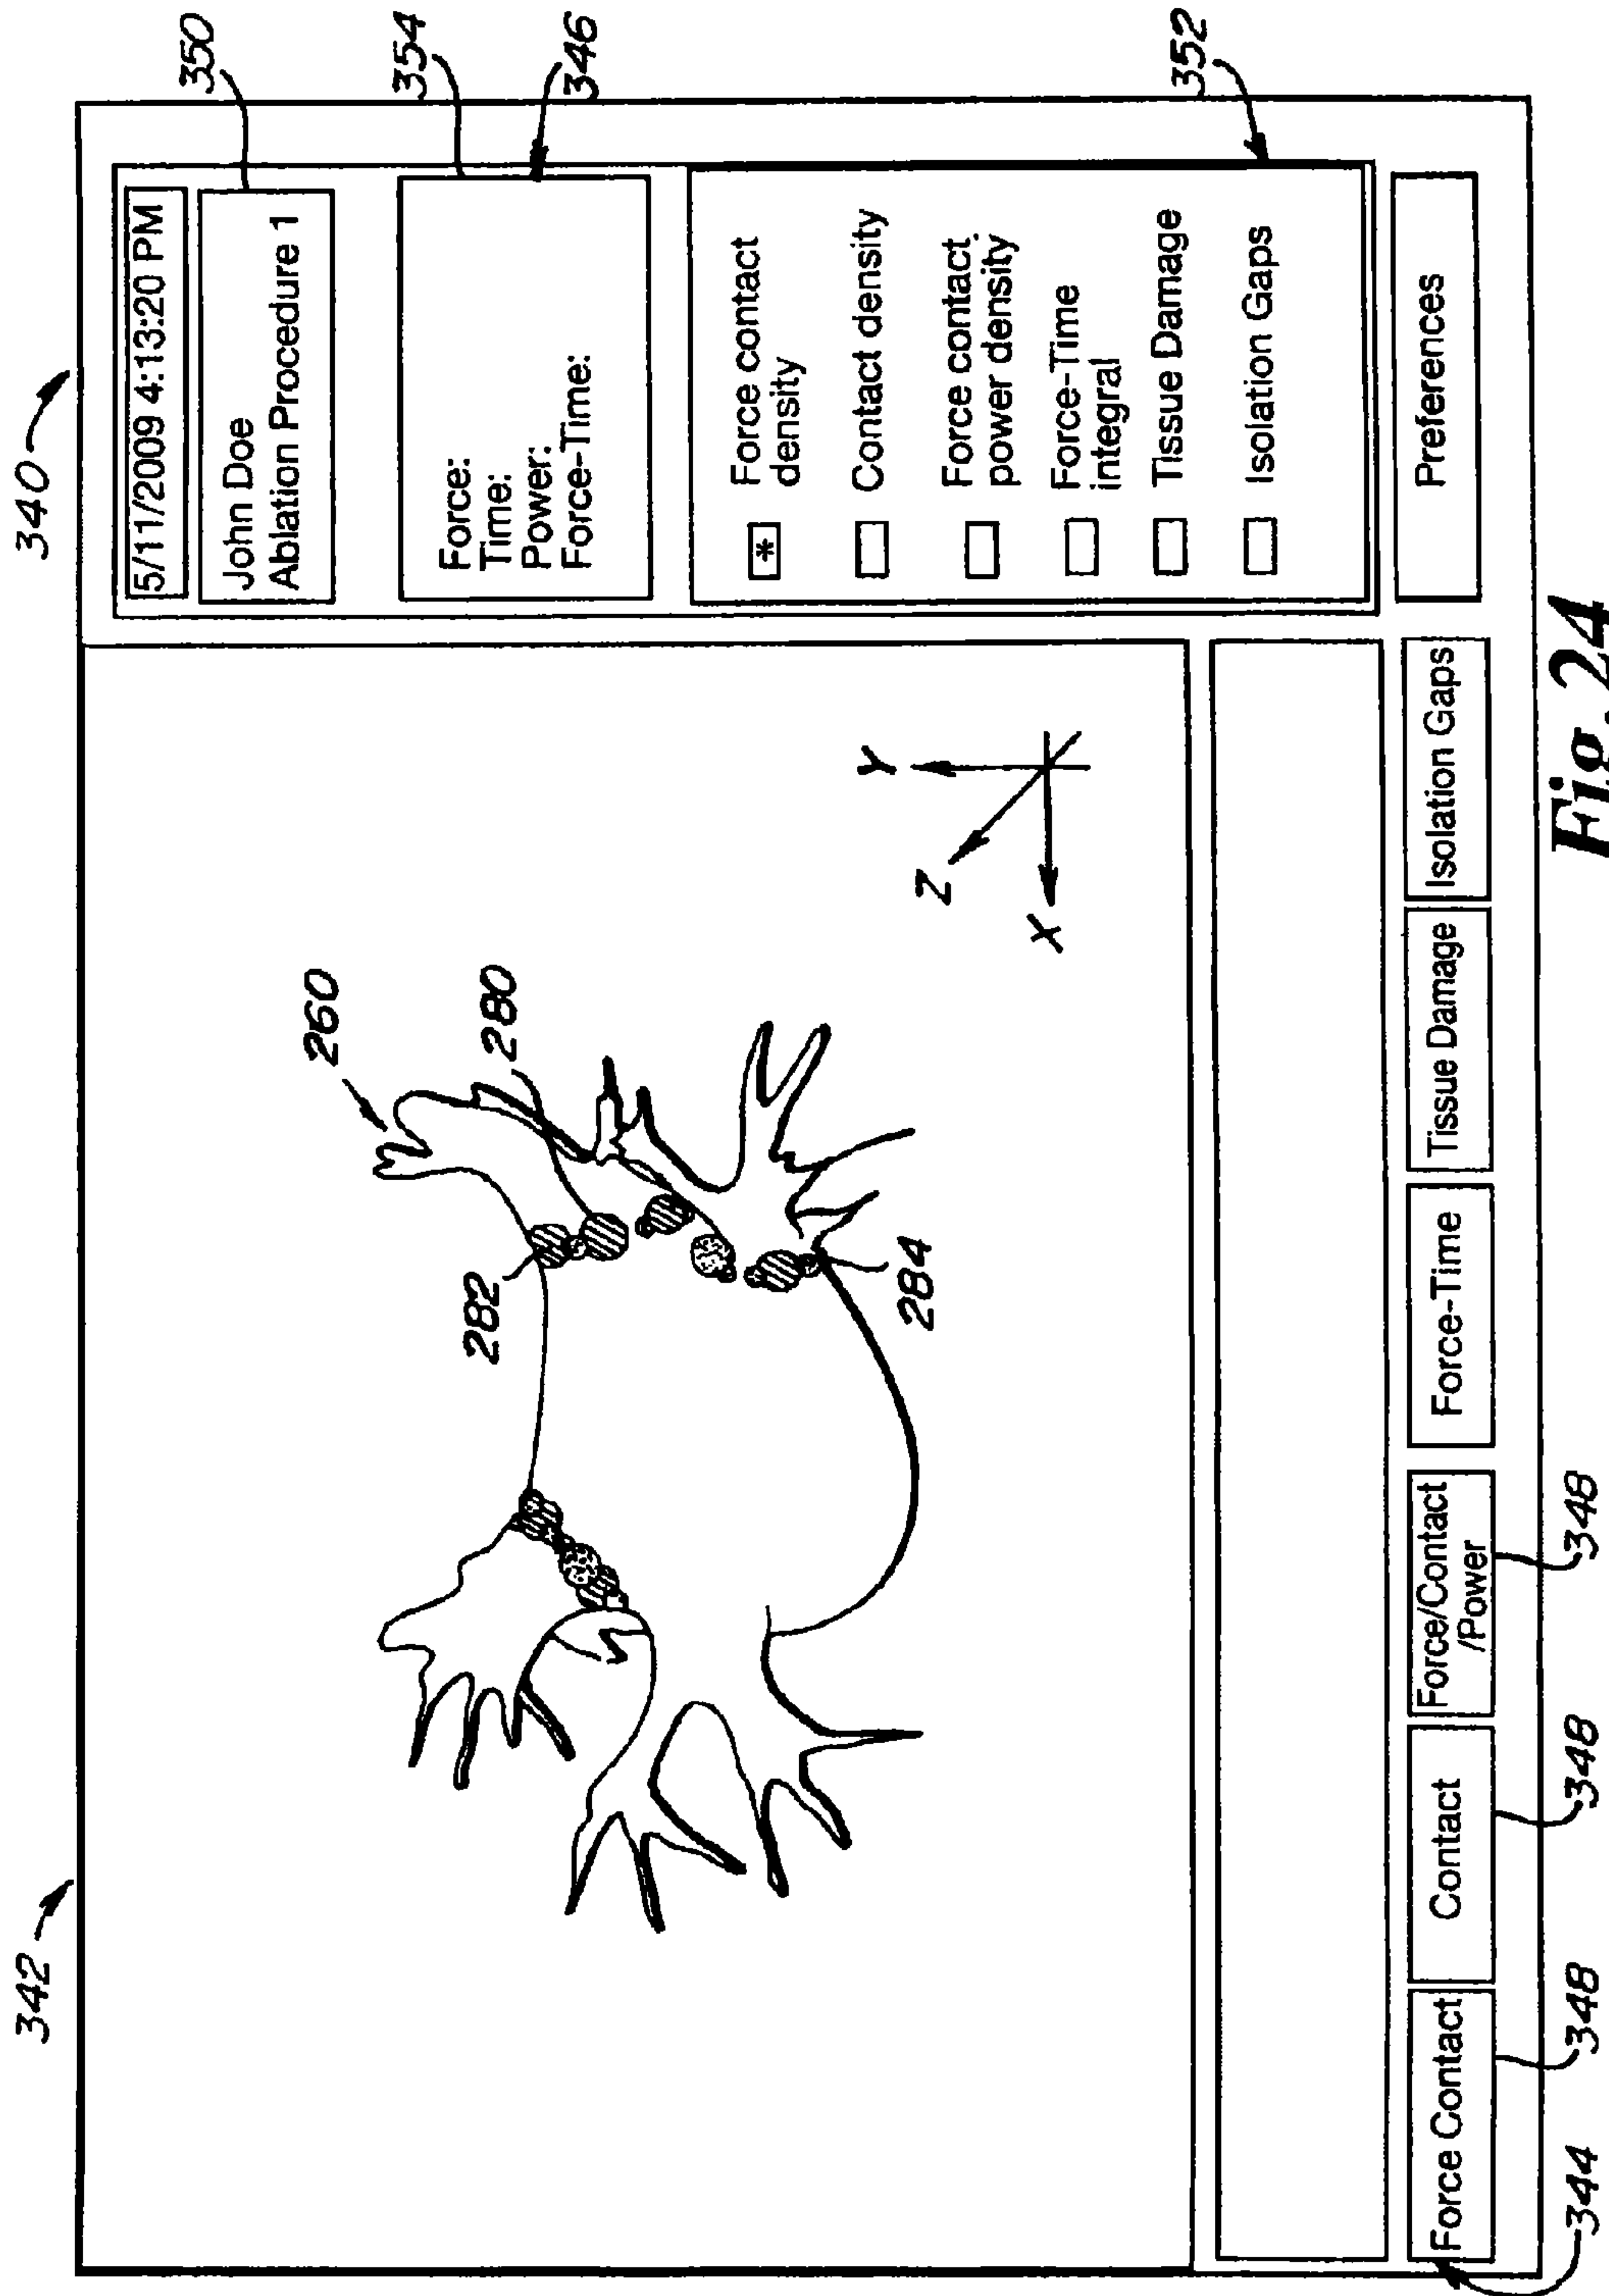 340
342
5/11/2009 4:13:20 PM
350
John Doe
Ablation Procedure 1
354
346
Force:
Time:
Power:
Force-Time:
352
* Force contact
density
Contact density
Force contact
power density
Force-Time
integral
Tissue Damage
Isolation Gaps
Preferences
260
280
282
284
Y
Z
X
Force Contact
Contact
Force/Contact
/Power
Force-Time
Tissue Damage
Isolation Gaps
344
348
348
348
Fig. 24